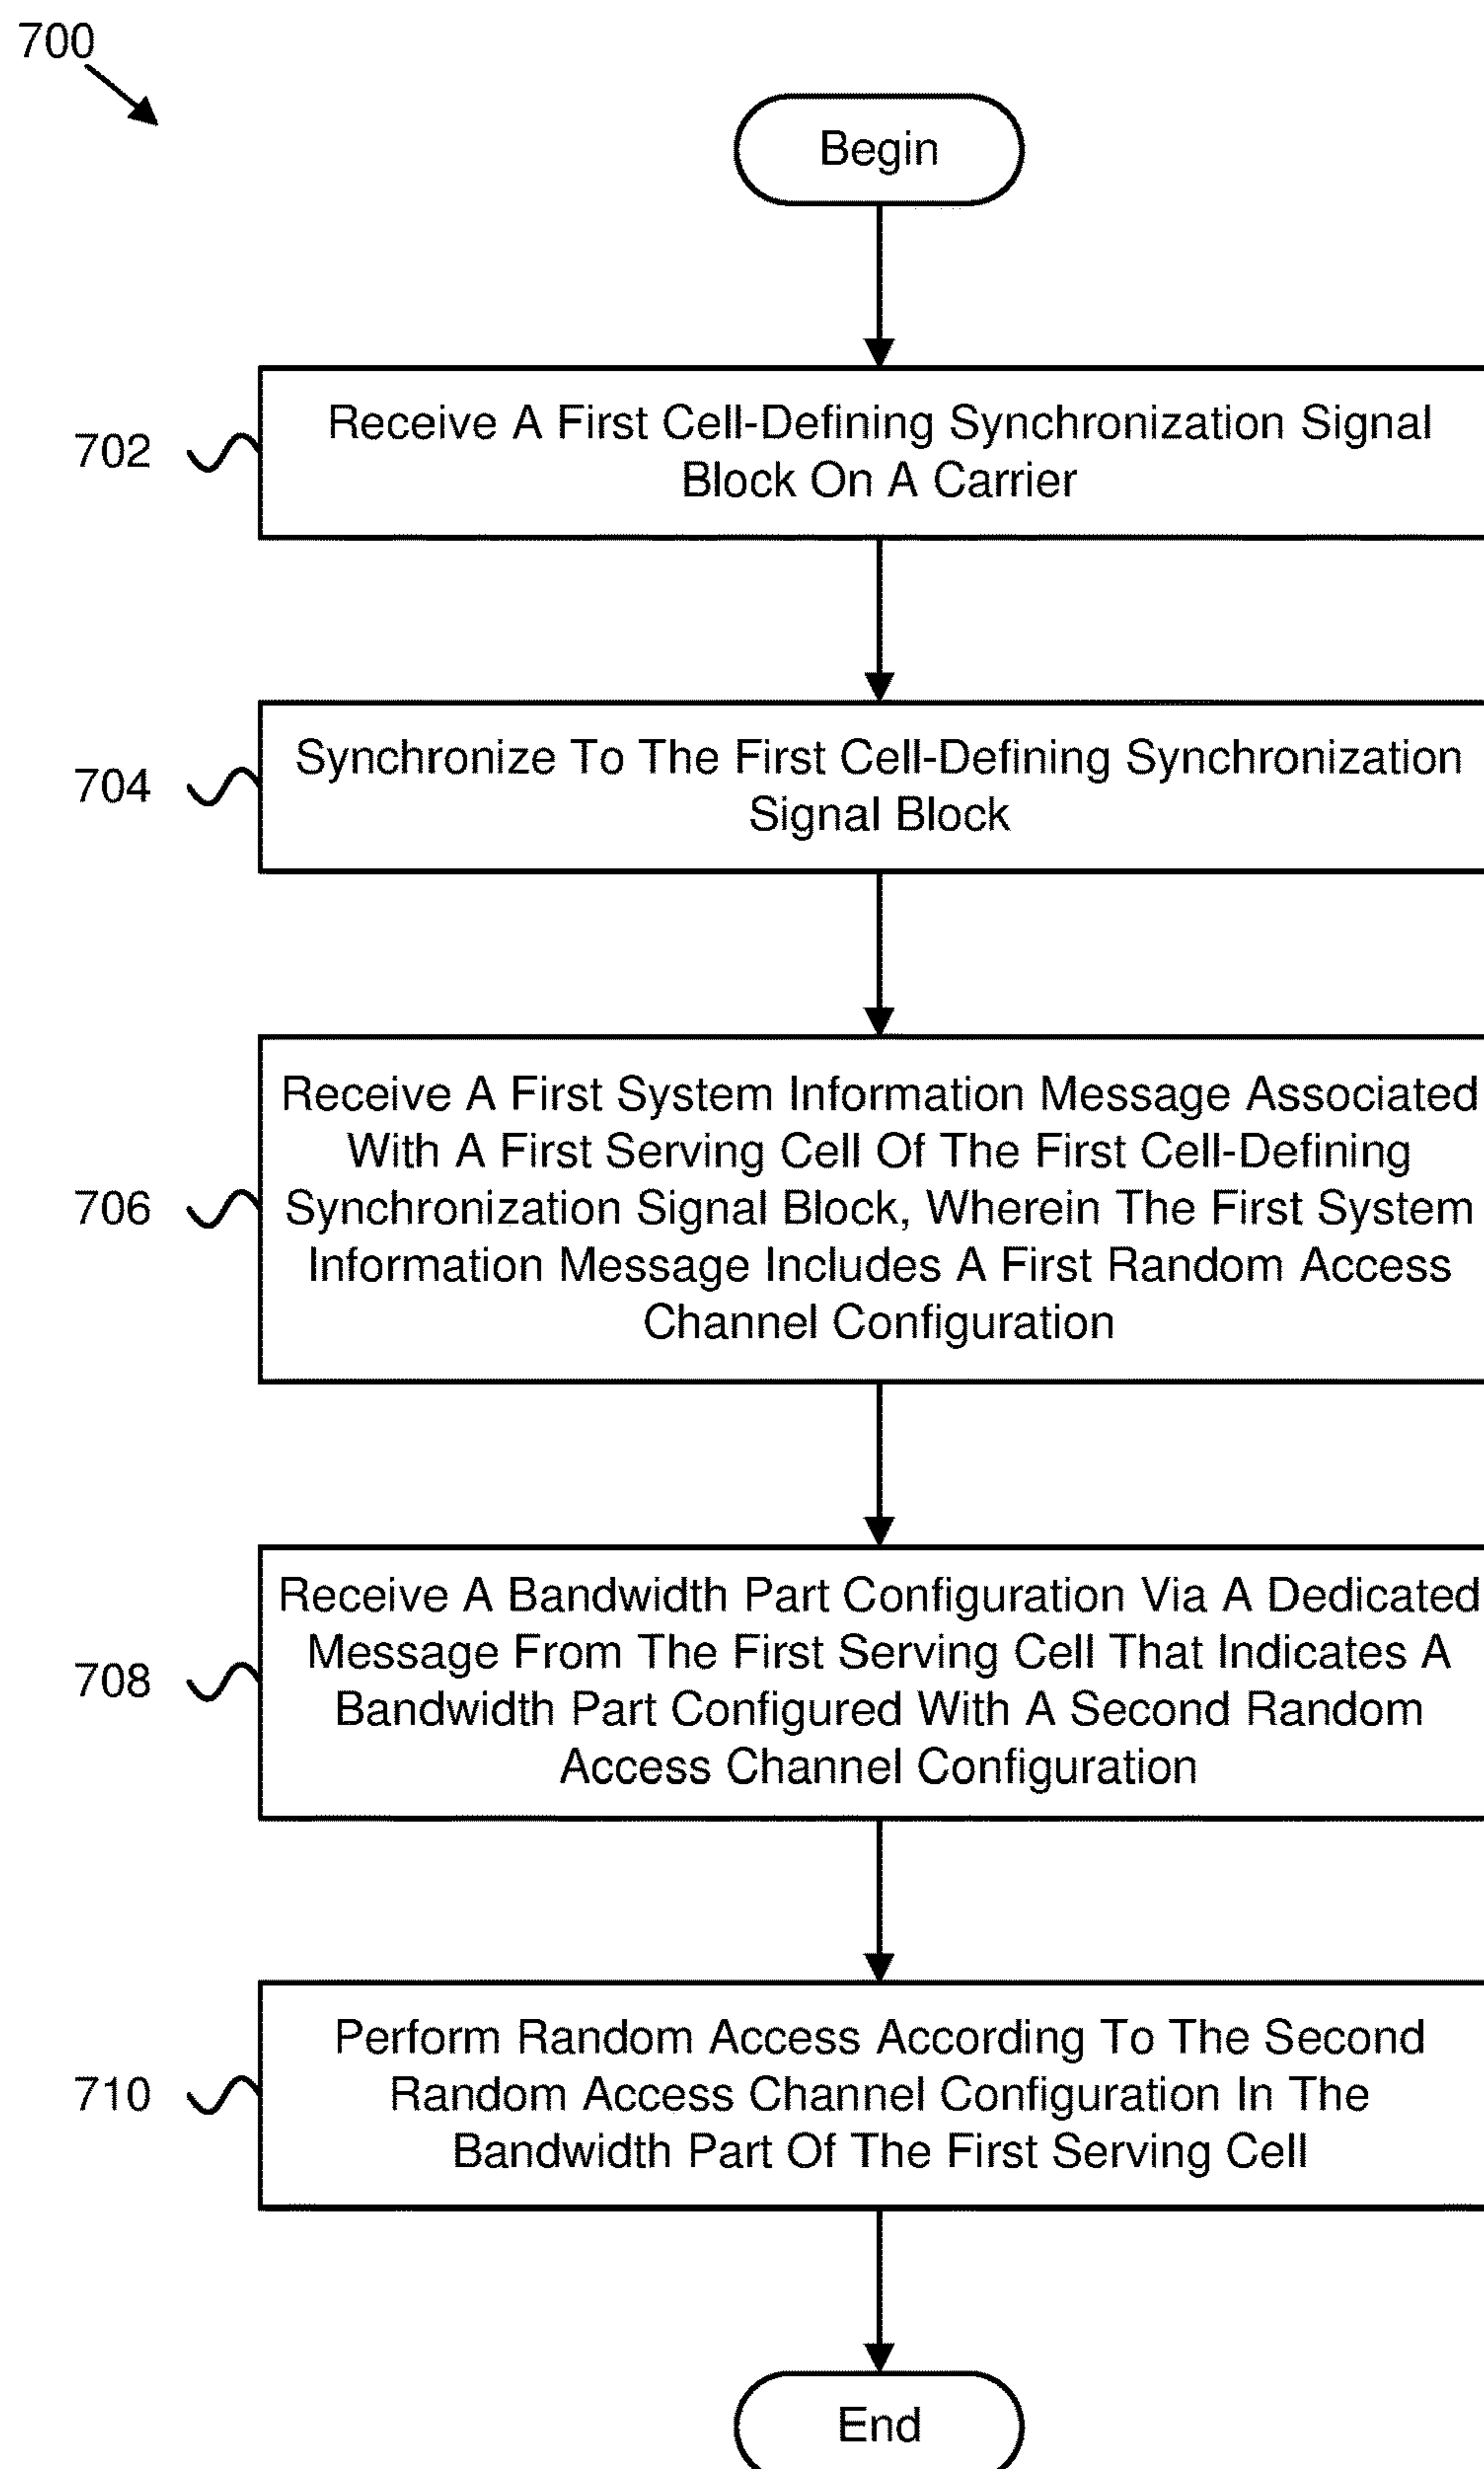 700
Begin
702
Receive A First Cell-Defining Synchronization Signal
Block On A Carrier
704
Synchronize To The First Cell-Defining Synchronization
Signal Block
706
Receive A First System Information Message Associated
With A First Serving Cell Of The First Cell-Defining
Synchronization Signal Block, Wherein The First System
Information Message Includes A First Random Access
Channel Configuration
708
Receive A Bandwidth Part Configuration Via A Dedicated
Message From The First Serving Cell That Indicates A
Bandwidth Part Configured With A Second Random
Access Channel Configuration
710
Perform Random Access According To The Second
Random Access Channel Configuration In The
Bandwidth Part Of The First Serving Cell
End